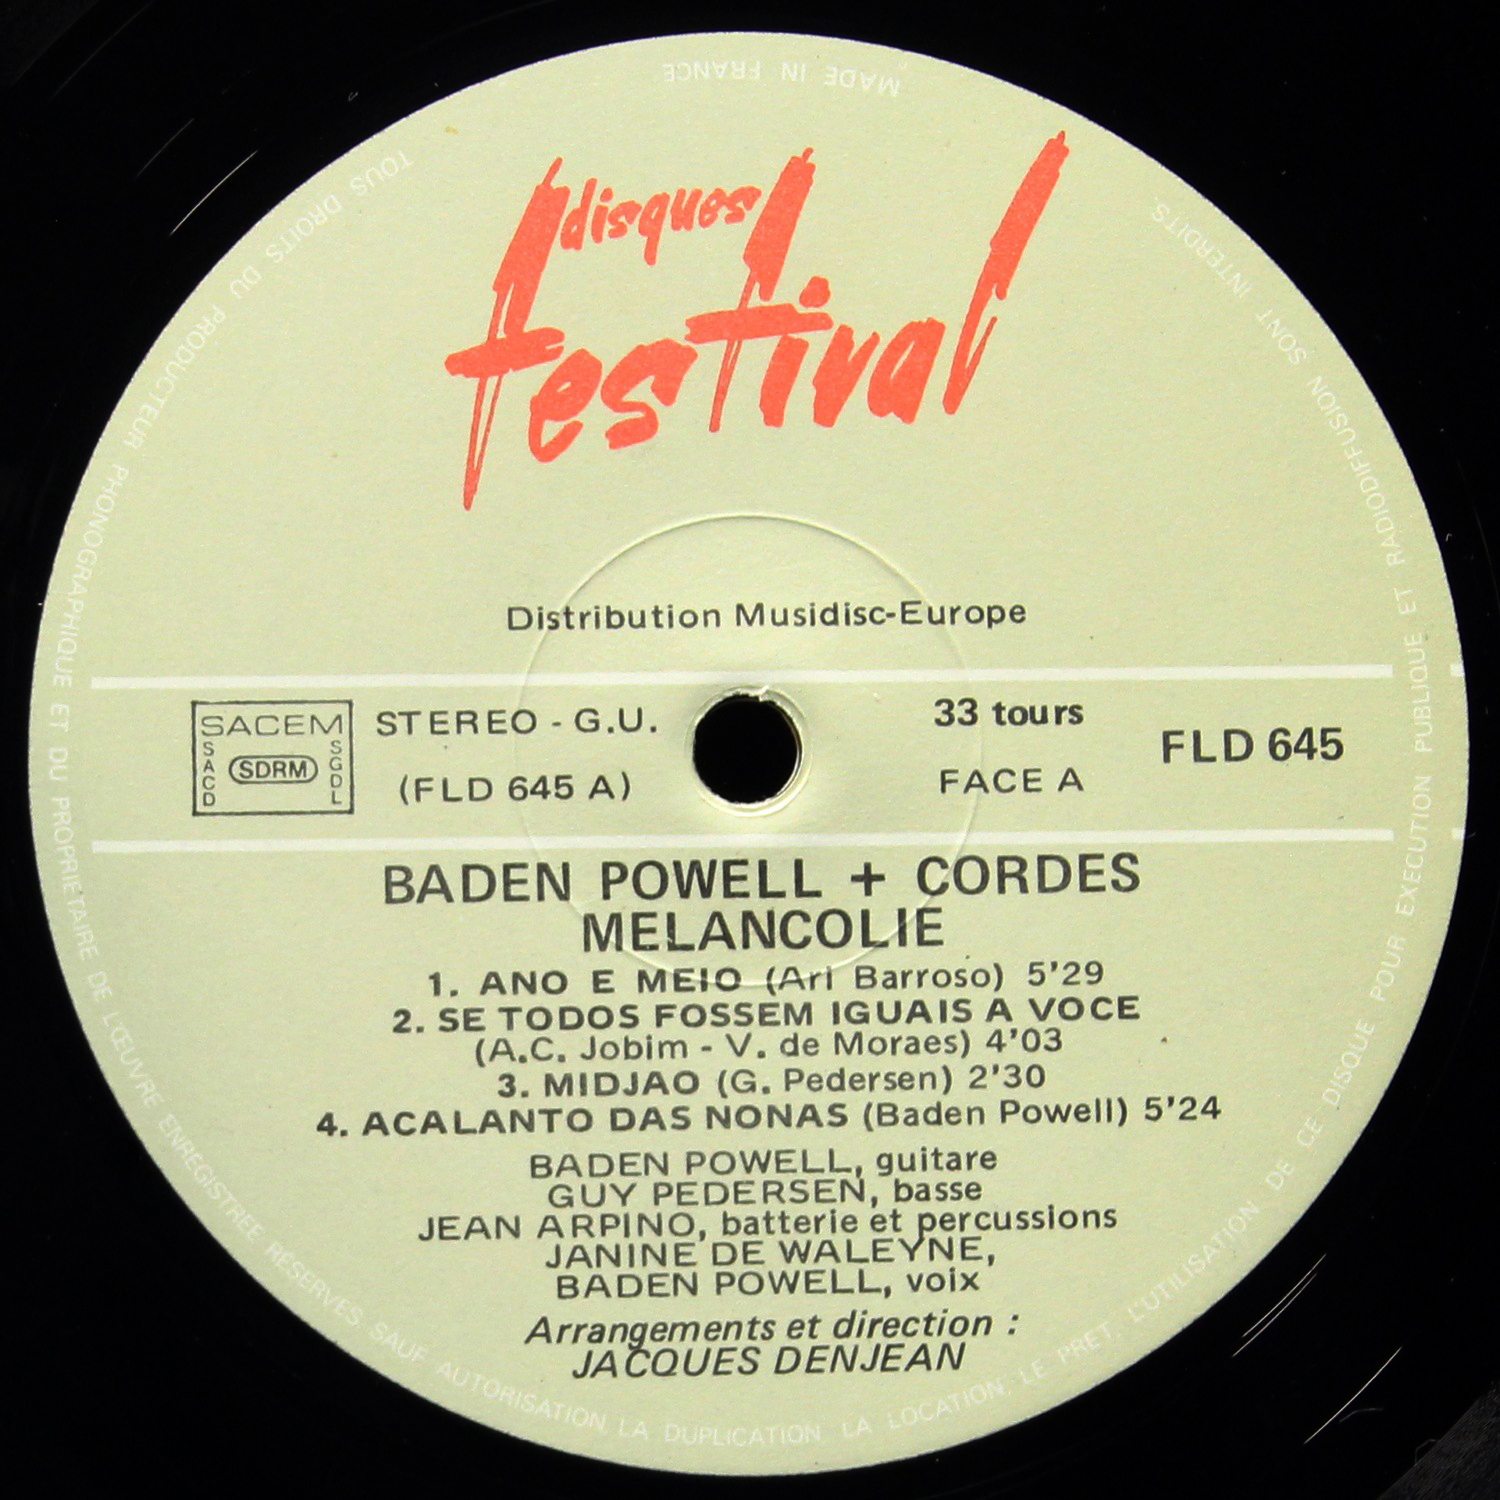 MADE IN FRANCE
disques
festival
Distribution Musidisc-Europe
SACEM
SACD
SDRM
SGDL
STEREO - G.U.
(FLD 645 A)
33 tours
FACE A
FLD 645
BADEN POWELL + CORDES
MELANCOLIE
1. ANO E MEIO (Ari Barroso) 5'29
2. SE TODOS FOSSEM IGUAIS A VOCE
(A.C. Jobim - V. de Moraes) 4'03
3. MIDJAO (G. Pedersen) 2'30
4. ACALANTO DAS NONAS (Baden Powell) 5'24
BADEN POWELL, guitare
GUY PEDERSEN, basse
JEAN ARPINO, batterie et percussions
JANINE DE WALEYNE,
BADEN POWELL, voix
Arrangements et direction :
JACQUES DENJEAN
TOUS DROITS DU PRODUCTEUR PHONOGRAPHIQUE ET DU PROPRIETAIRE DE L'ŒUVRE ENREGISTREE RÉSERVES SAUF AUTORISATION, LA DUPLICATION, LA LOCATION, LE PRET, L'UTILISATION DE CE DISQUE POUR EXECUTION PUBLIQUE ET RADIODIFFUSION SONT INTERDITS.